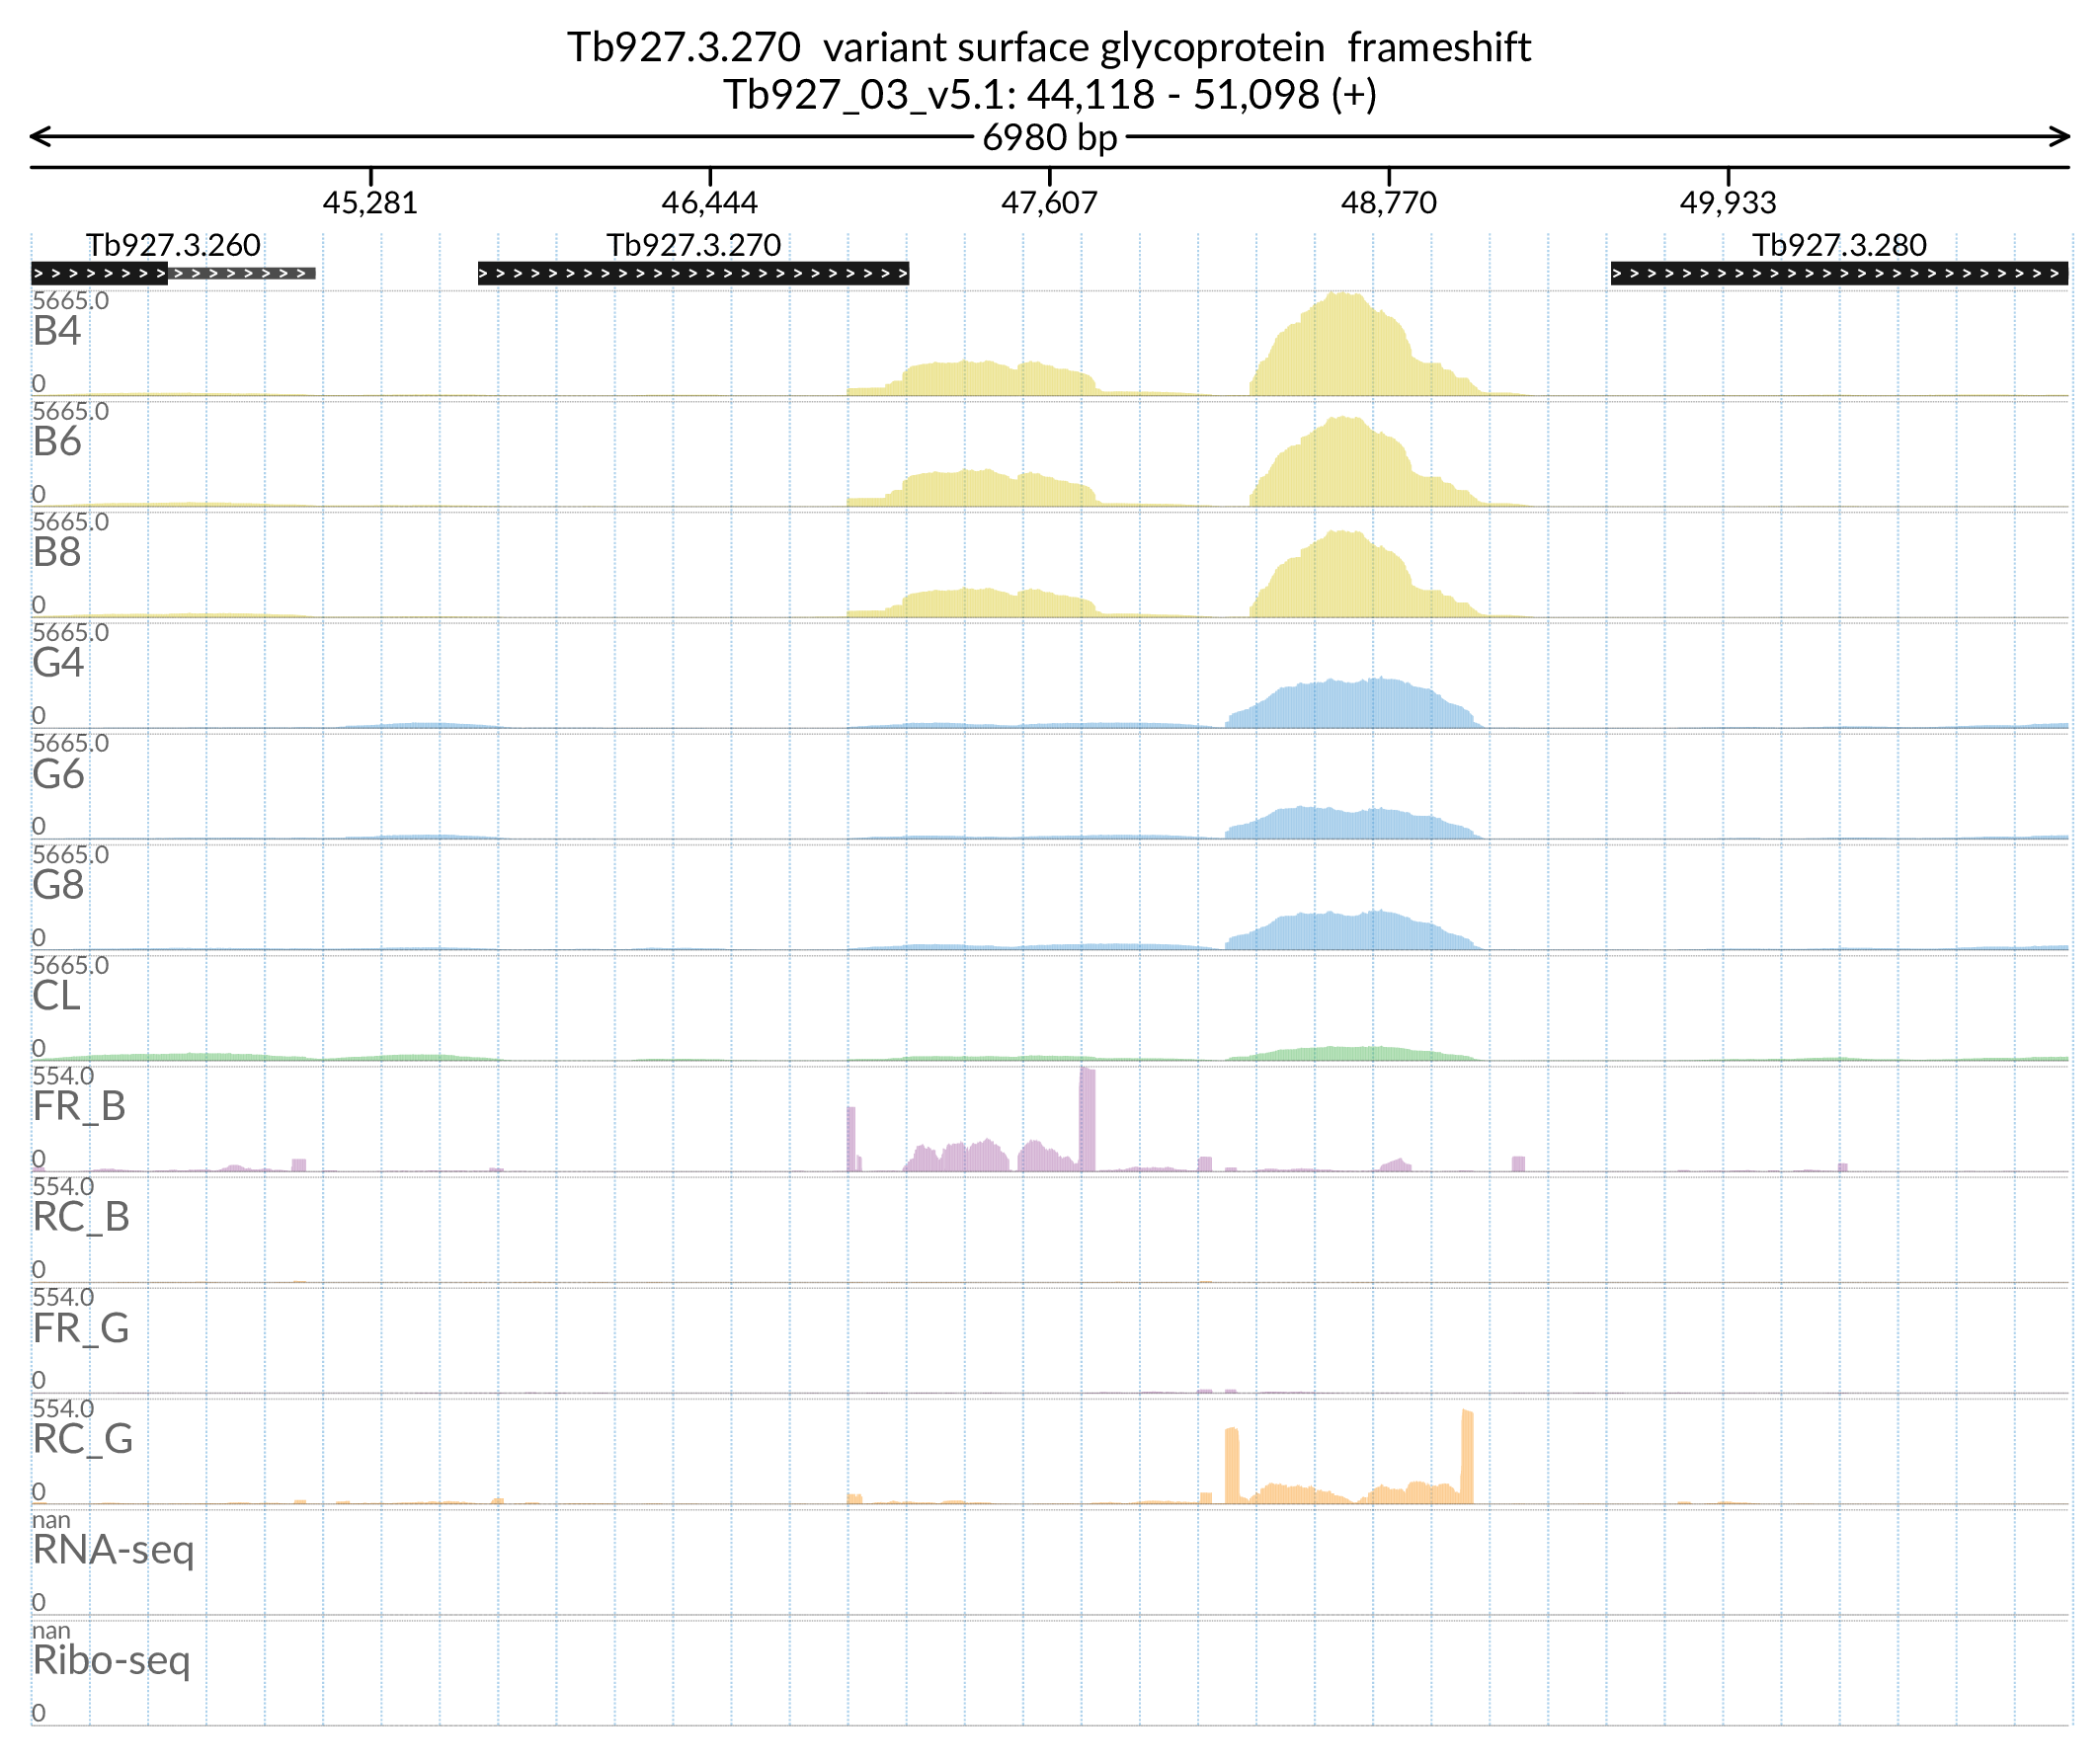 Tb927.3.270 variant surface glycoprotein frameshift
Tb927_03_v5.1: 44,118 - 51,098 (+)
6980 bp
45,281 46,444 47,607 48,770 49,933
Tb927.3.260 Tb927.3.270 Tb927.3.280
5665.0
B4
0
5665.0
B6
0
5665.0
B8
0
5665.0
G4
0
5665.0
G6
0
5665.0
G8
0
5665.0
CL
0
554.0
FR_B
0
554.0
RC_B
0
554.0
FR_G
0
554.0
RC_G
0
nan
RNA-seq
0
nan
Ribo-seq
0